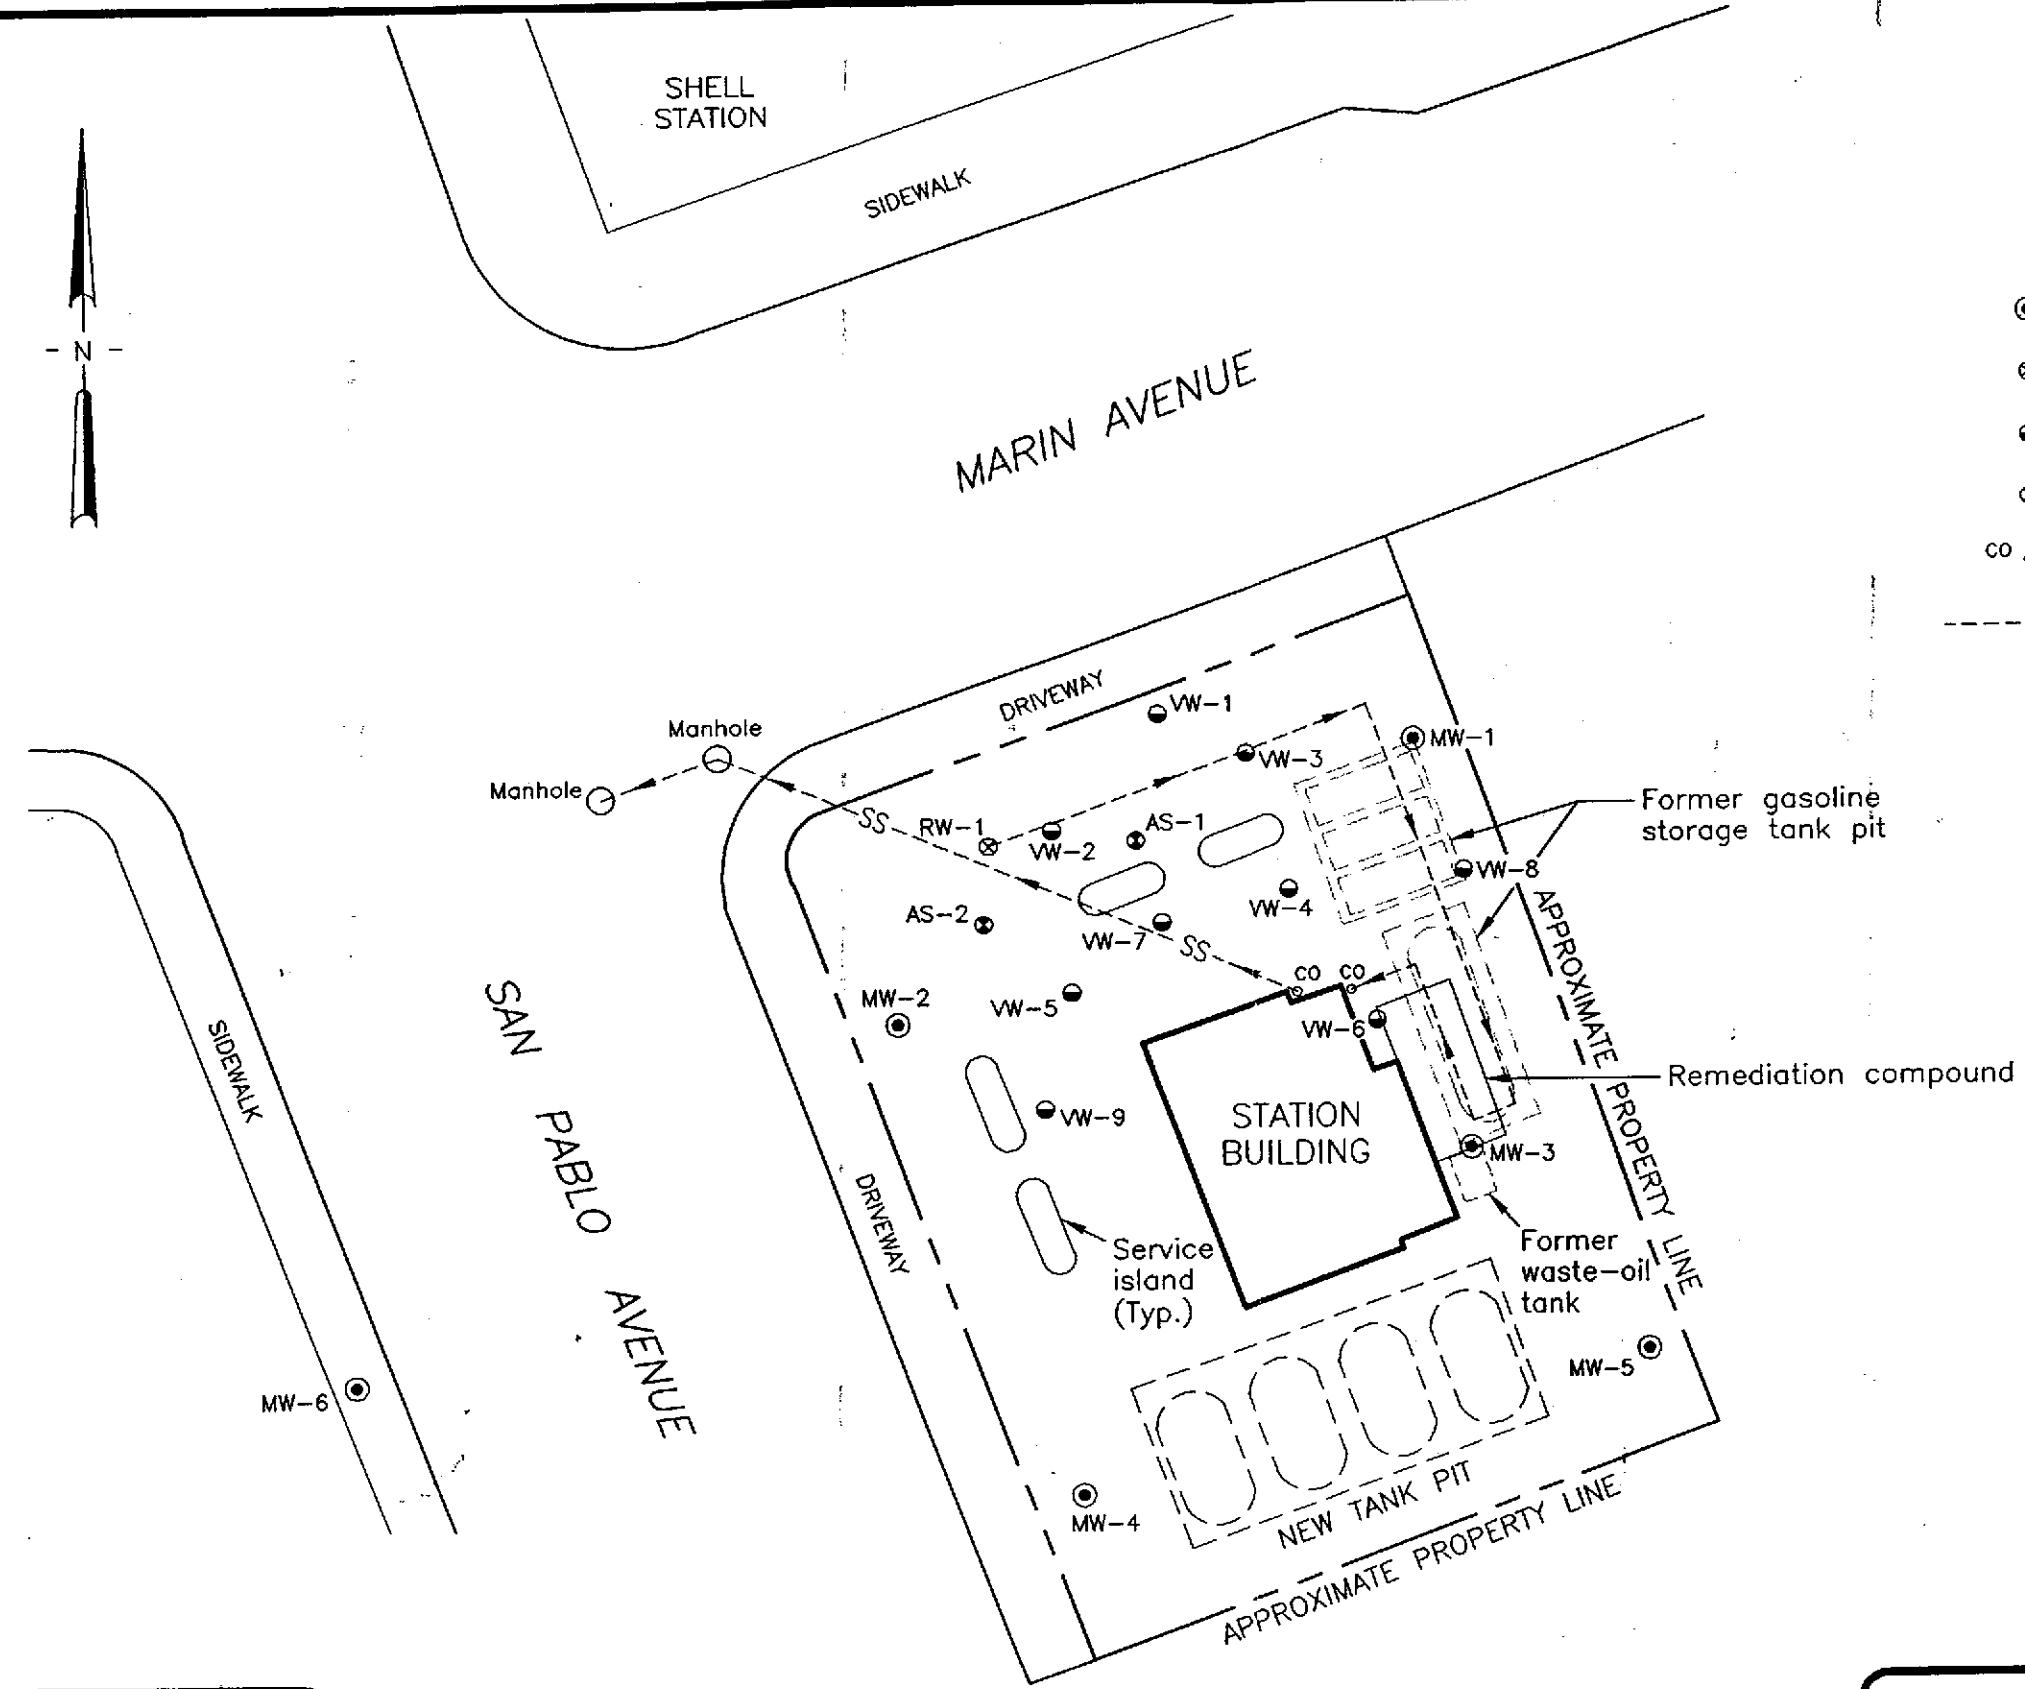 SHELL
STATION
SIDEWALK
- N -
MARIN AVENUE
CO
DRIVEWAY
VW-1
Manhole
Manhole
VW-3
MW-1
SS
RW-1
VW-2
AS-1
Former gasoline
storage tank pit
VW-8
VW-4
AS-2
VW-7
SS
CO
CO
MW-2
VW-5
VW-6
APPROXIMATE PROPERTY LINE
SAN PABLO AVENUE
SIDEWALK
Remediation compound
VW-9
STATION
BUILDING
MW-3
DRIVEWAY
Service
island
(Typ.)
Former
waste-oil
tank
MW-5
MW-6
MW-4
NEW TANK PIT
APPROXIMATE PROPERTY LINE